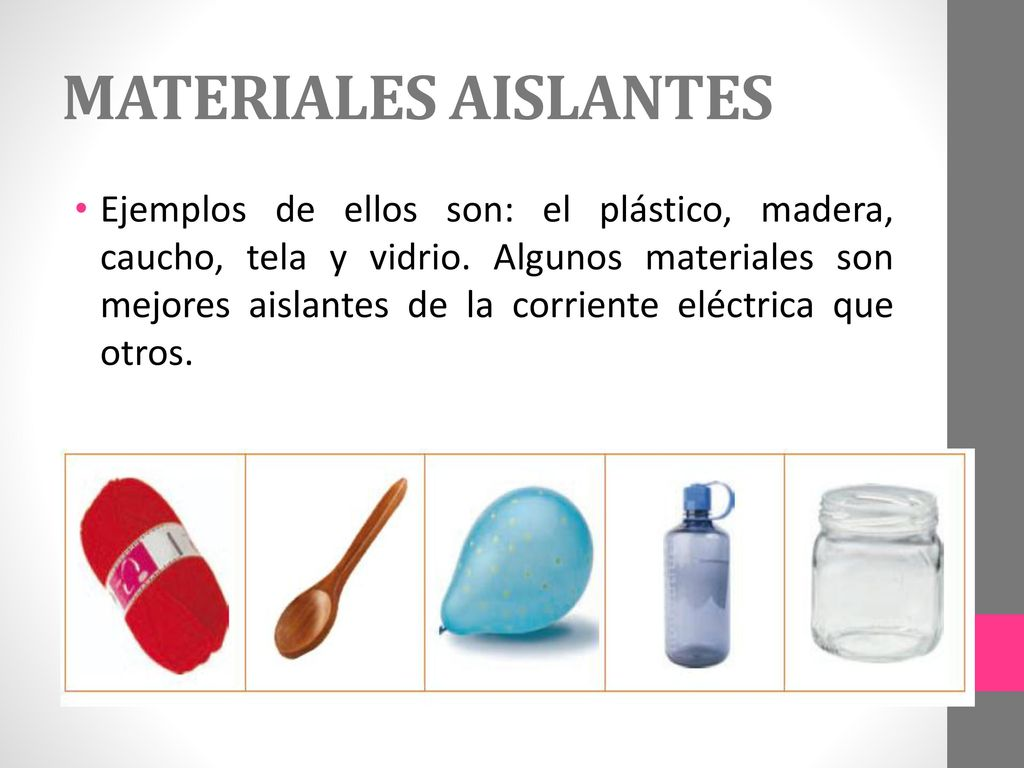 MATERIALES AISLANTES
• Ejemplos de ellos son: el plástico, madera,
caucho, tela y vidrio. Algunos materiales son
mejores aislantes de la corriente eléctrica que
otros.